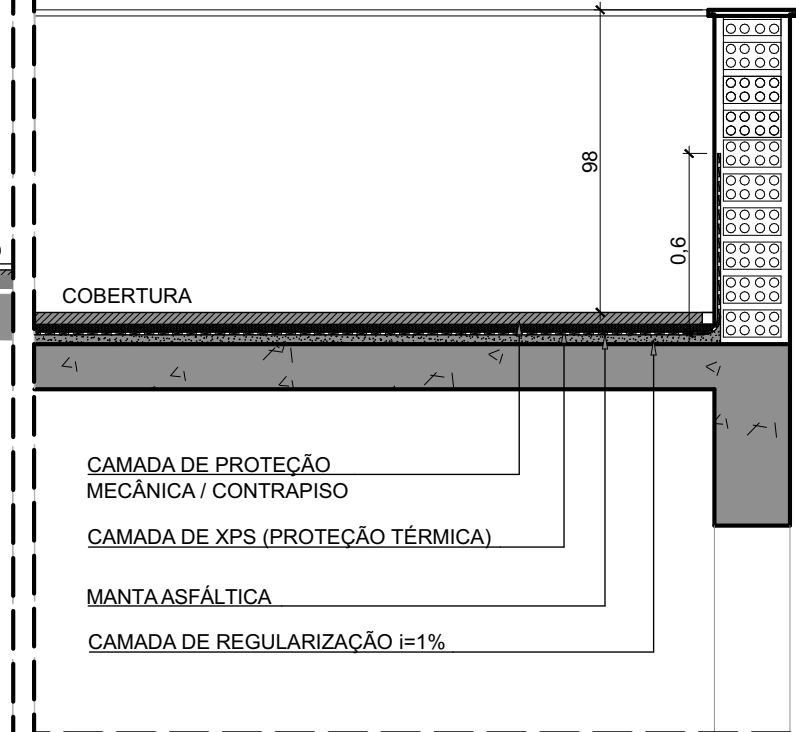 98
0,6
COBERTURA
CAMADA DE PROTEÇÃO
MECÂNICA / CONTRAPISO
CAMADA DE XPS (PROTEÇÃO TÉRMICA)
MANTA ASFÁLTICA
CAMADA DE REGULARIZAÇÃO i=1%